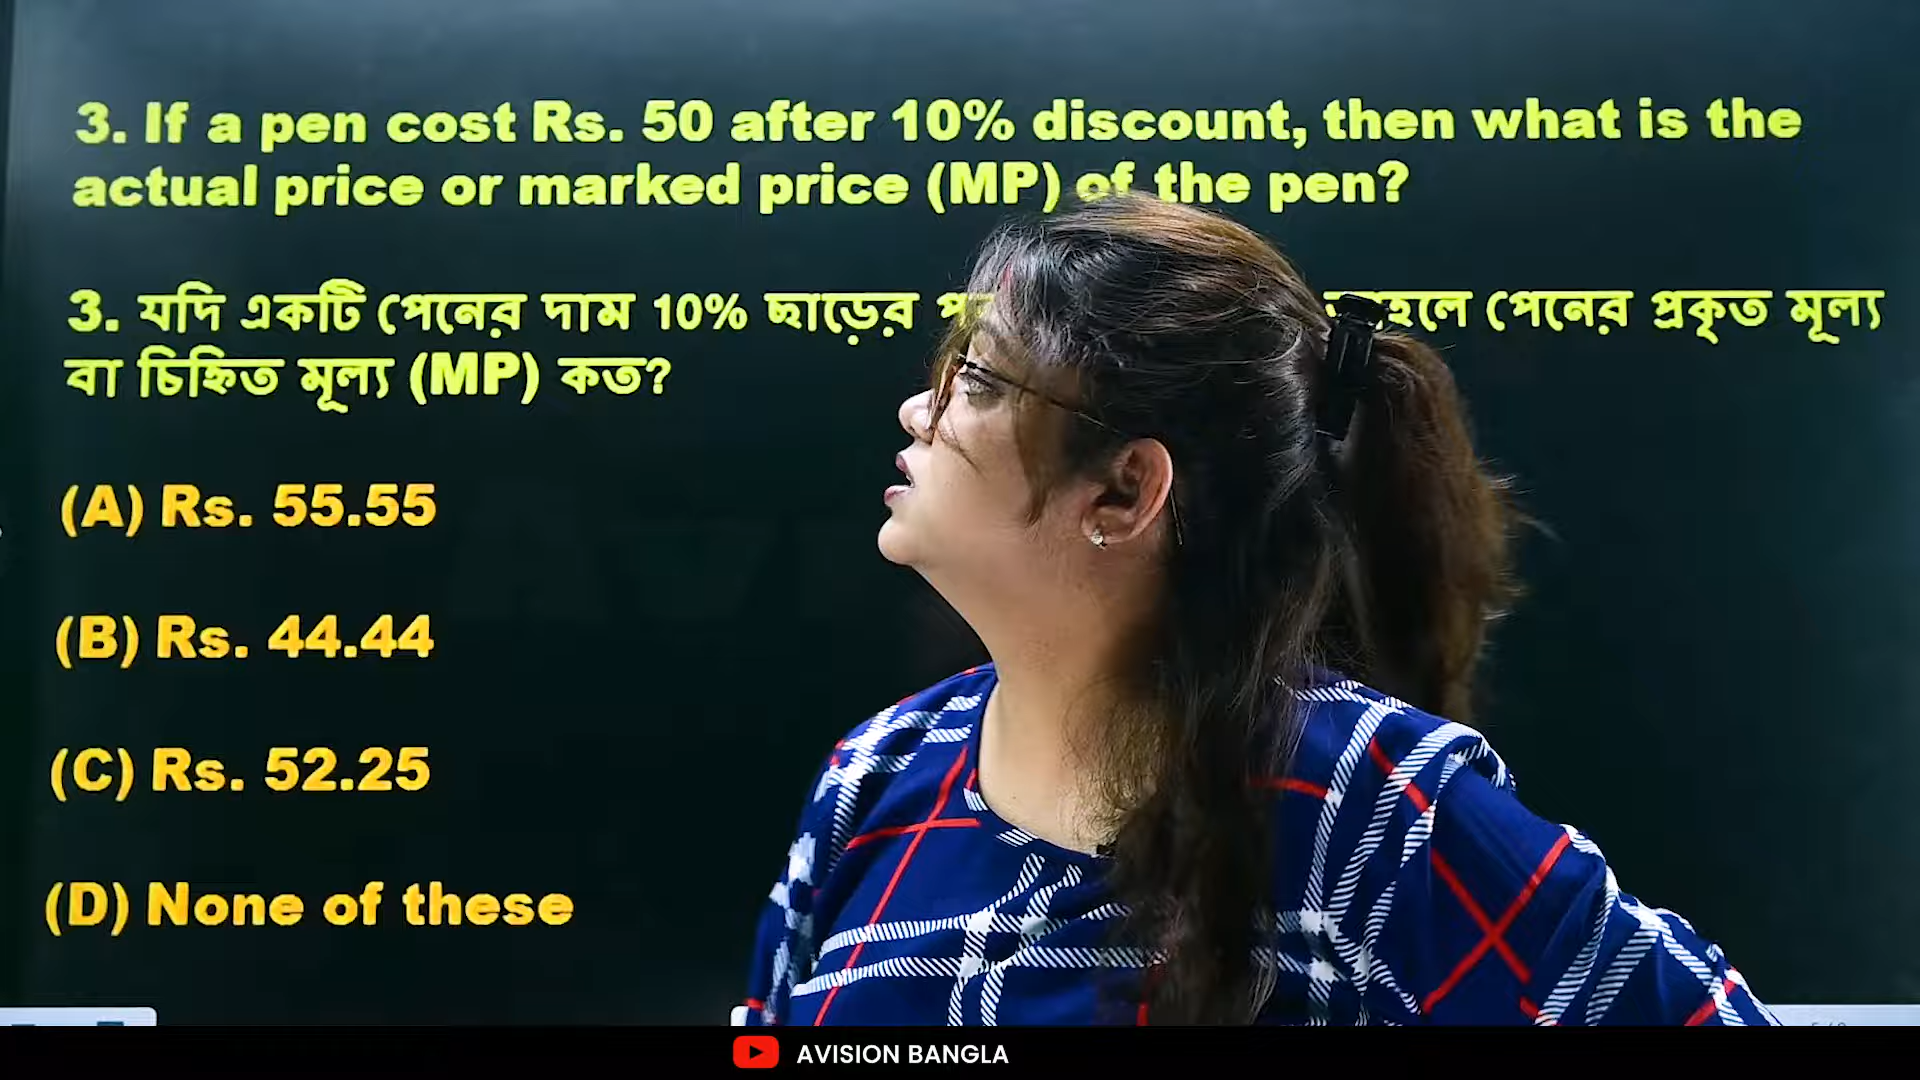 3. If a pen cost Rs. 50 after 10% discount, then what is the
actual price or marked price (MP) of the pen?
3. যদি একটি পেনের দাম 10% ছাড়ের পেনের প্রকৃত মূল্য
বা চিহ্নিত মূল্য (MP) কত?
(A) Rs. 55.55
(B) Rs. 44.44
(C) Rs. 52.25
(D) None of these
AVISION BANGLA